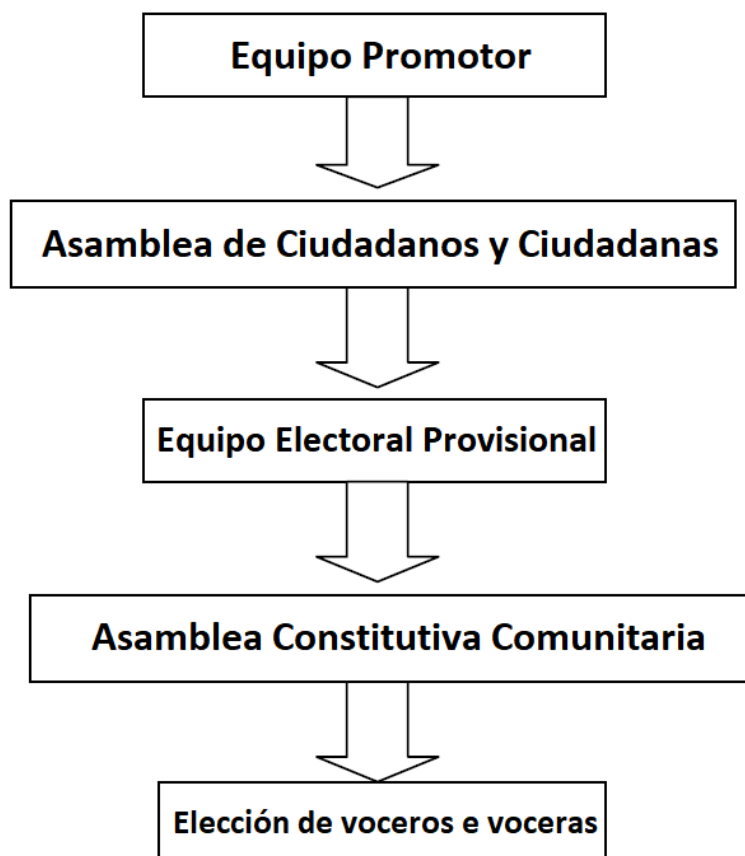 Equipo Promotor
Asamblea de Ciudadanos y Ciudadanas
Equipo Electoral Provisional
Asamblea Constitutiva Comunitaria
Elección de voceros e voceras